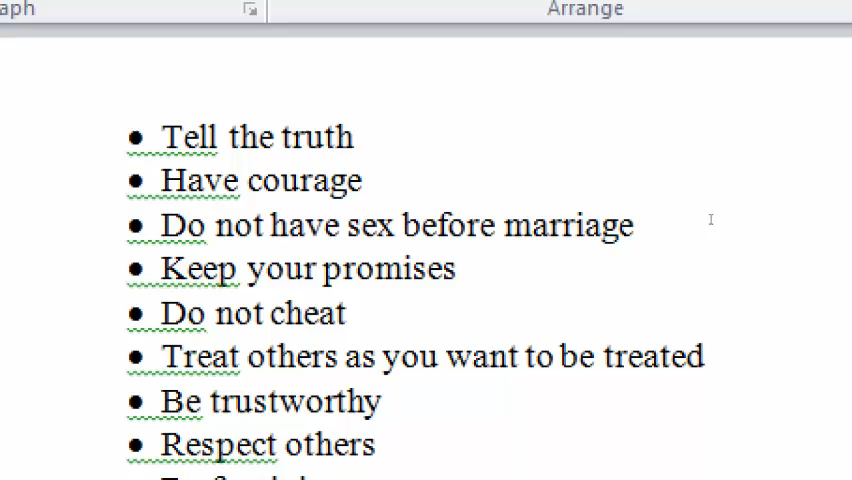 aph Arrange
• Tell the truth
• Have courage
• Do not have sex before marriage
• Keep your promises
• Do not cheat
• Treat others as you want to be treated
• Be trustworthy
• Respect others